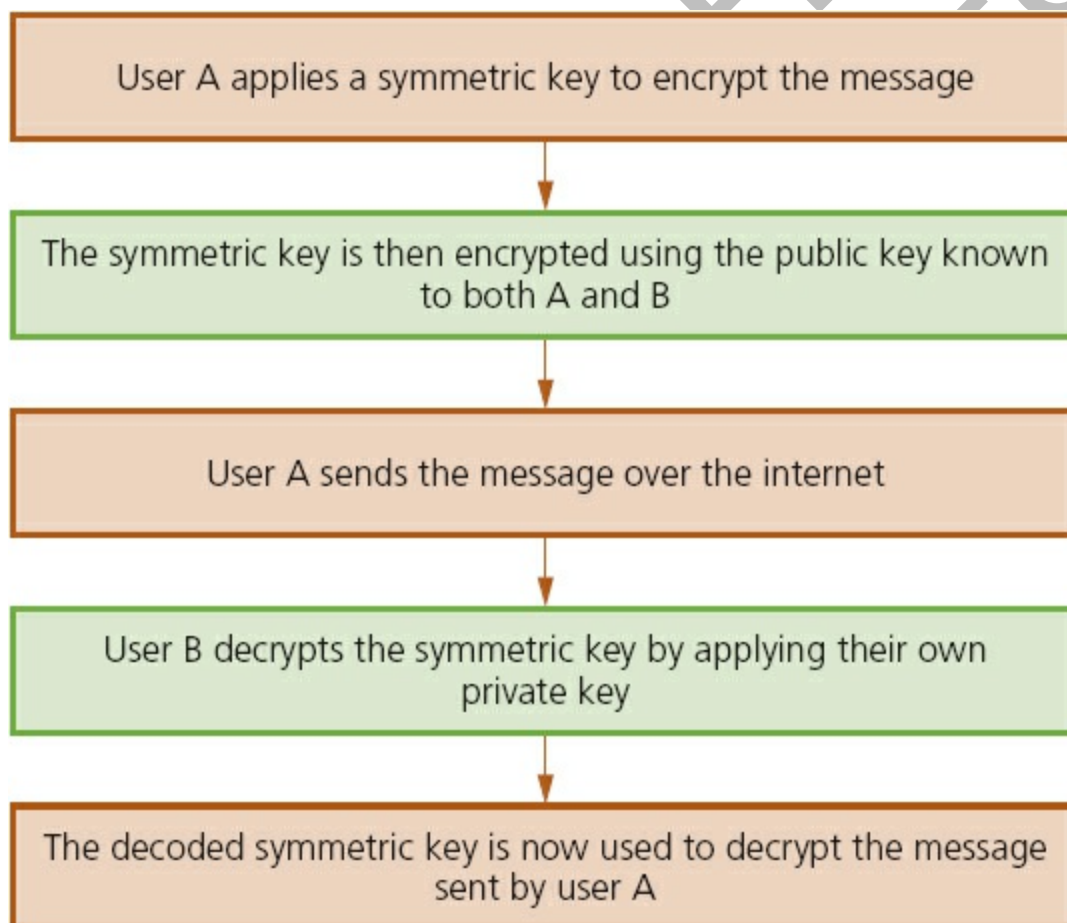 User A applies a symmetric key to encrypt the message
The symmetric key is then encrypted using the public key known
to both A and B
User A sends the message over the internet
User B decrypts the symmetric key by applying their own
private key
The decoded symmetric key is now used to decrypt the message
sent by user A